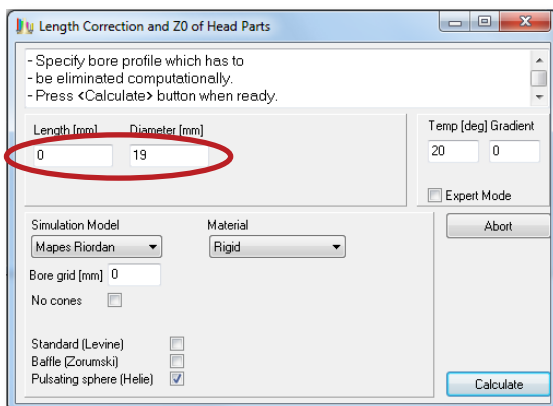 Length Correction and Z0 of Head Parts
- Specify bore profile which has to
- be eliminated computationally.
- Press <Calculate> button when ready.
Length [mm] Diameter [mm]
0 19
Temp [deg] Gradient
20 0
Expert Mode
Simulation Model Material
Mapes Riordan Rigid
Abort
Bore grid [mm] 0
No cones
Standard (Levine)
Baffle (Zorumski)
Pulsating sphere (Helie)
Calculate